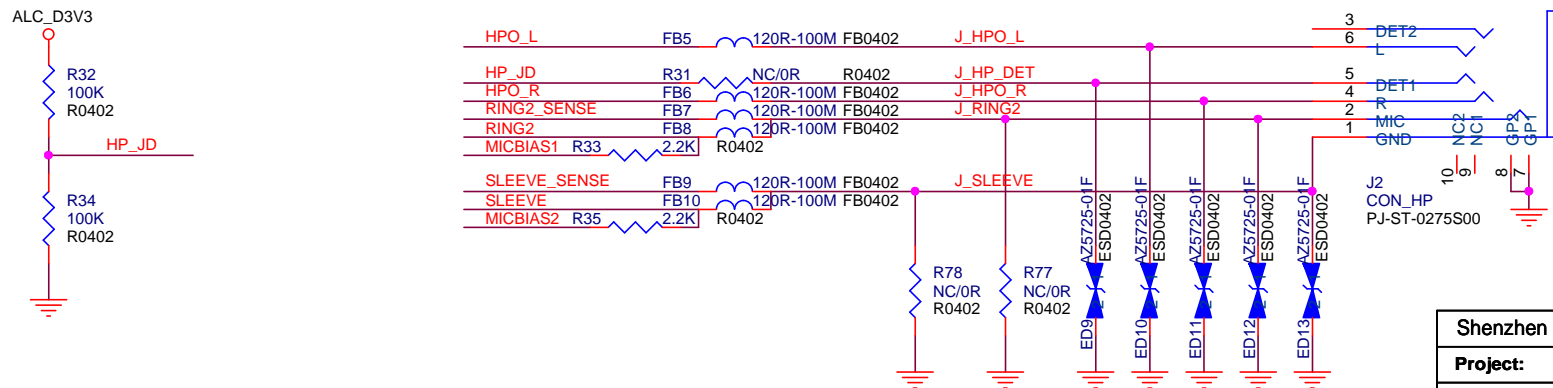 ALC_D3V3
R32
100K
R0402
HP_JD
R34
100K
R0402
HPO_L FB5 120R-100M FB0402 J_HPO_L
HP_JD R31 NC/0R R0402 J_HP_DET
HPO_R FB6 120R-100M FB0402 J_HPO_R
RING2_SENSE FB7 120R-100M FB0402 J_RING2
RING2 FB8 120R-100M FB0402
MICBIAS1 R33 2.2K R0402
SLEEVE_SENSE FB9 120R-100M FB0402 J_SLEEVE
SLEEVE FB10 120R-100M FB0402
MICBIAS2 R35 2.2K R0402
R78
NC/0R
R0402
R77
NC/0R
R0402
ED9 AZ5725-01F ESD0402
ED10 AZ5725-01F ESD0402
ED11 AZ5725-01F ESD0402
ED12 AZ5725-01F ESD0402
ED13 AZ5725-01F ESD0402
3 DET2
6 L
5 DET1
4 R
2 MIC
1 GND
10 NC2
9 NC1
8 GP2
7 GP1
J2
CON_HP
PJ-ST-0275S00
Shenzhen
Project: